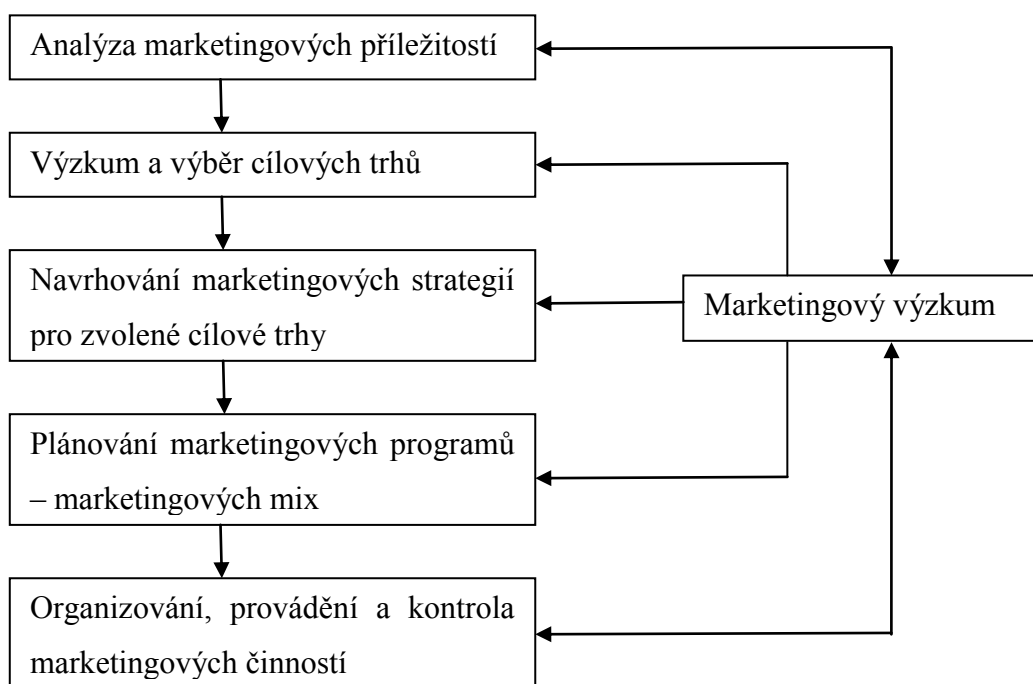 Analýza marketingových příležitostí
Výzkum a výběr cílových trhů
Navrhování marketingových strategií
pro zvolené cílové trhy
Marketingový výzkum
Plánování marketingových programů
– marketingových mix
Organizování, provádění a kontrola
marketingových činností